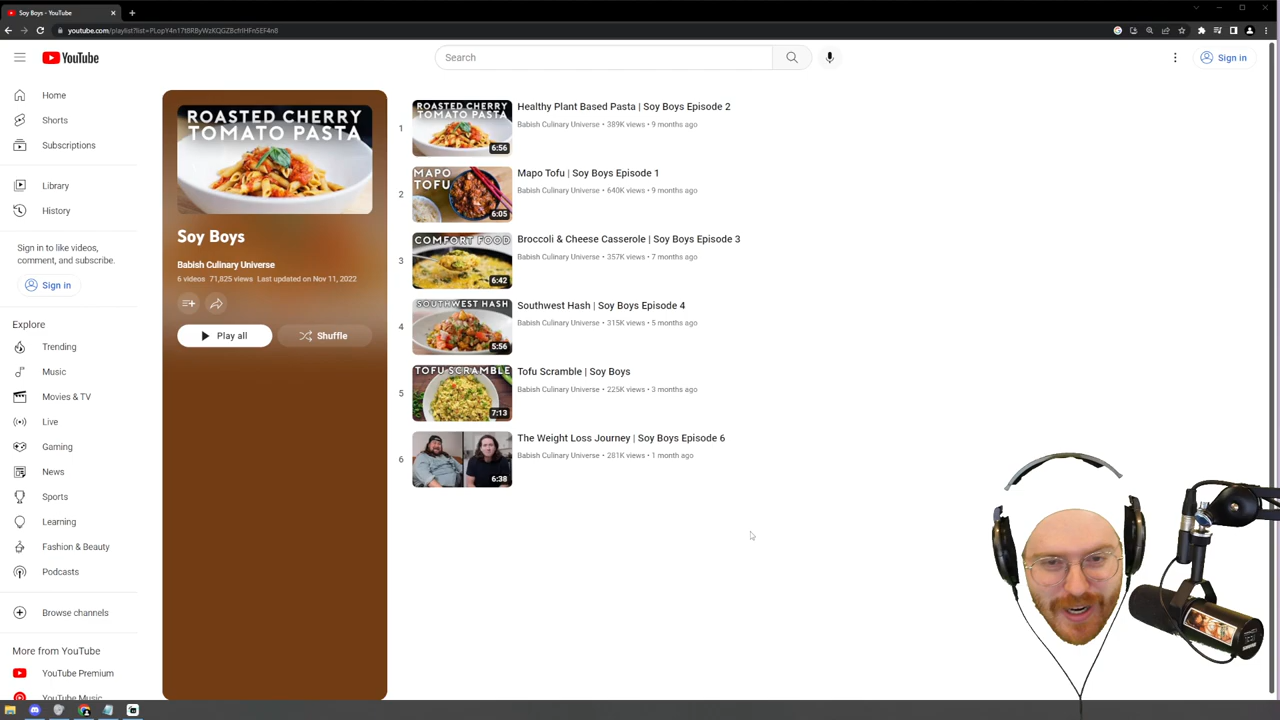 Soy Boys - YouTube
youtube.com/playlist?list=PLopY4n17t8RByWzKQGZBcfrIHFn5EF4n8
YouTube
Search
Sign in
Home
Shorts
Subscriptions
Library
History
Sign in to like videos,
comment, and subscribe.
Sign in
Explore
Trending
Music
Movies & TV
Live
Gaming
News
Sports
Learning
Fashion & Beauty
Podcasts
Browse channels
More from YouTube
YouTube Premium
YouTube Music
ROASTED CHERRY
TOMATO PASTA
Soy Boys
Babish Culinary Universe
6 videos 71,825 views Last updated on Nov 11, 2022
Play all
Shuffle
1
ROASTED CHERRY
TOMATO PASTA
6:56
Healthy Plant Based Pasta | Soy Boys Episode 2
Babish Culinary Universe • 389K views • 9 months ago
2
MAPO
TOFU
6:05
Mapo Tofu | Soy Boys Episode 1
Babish Culinary Universe • 640K views • 9 months ago
3
COMFORT FOOD
6:42
Broccoli & Cheese Casserole | Soy Boys Episode 3
Babish Culinary Universe • 357K views • 7 months ago
4
SOUTHWEST HASH
5:56
Southwest Hash | Soy Boys Episode 4
Babish Culinary Universe • 315K views • 5 months ago
5
TOFU SCRAMBLE
7:13
Tofu Scramble | Soy Boys
Babish Culinary Universe • 225K views • 3 months ago
6
6:38
The Weight Loss Journey | Soy Boys Episode 6
Babish Culinary Universe • 281K views • 1 month ago